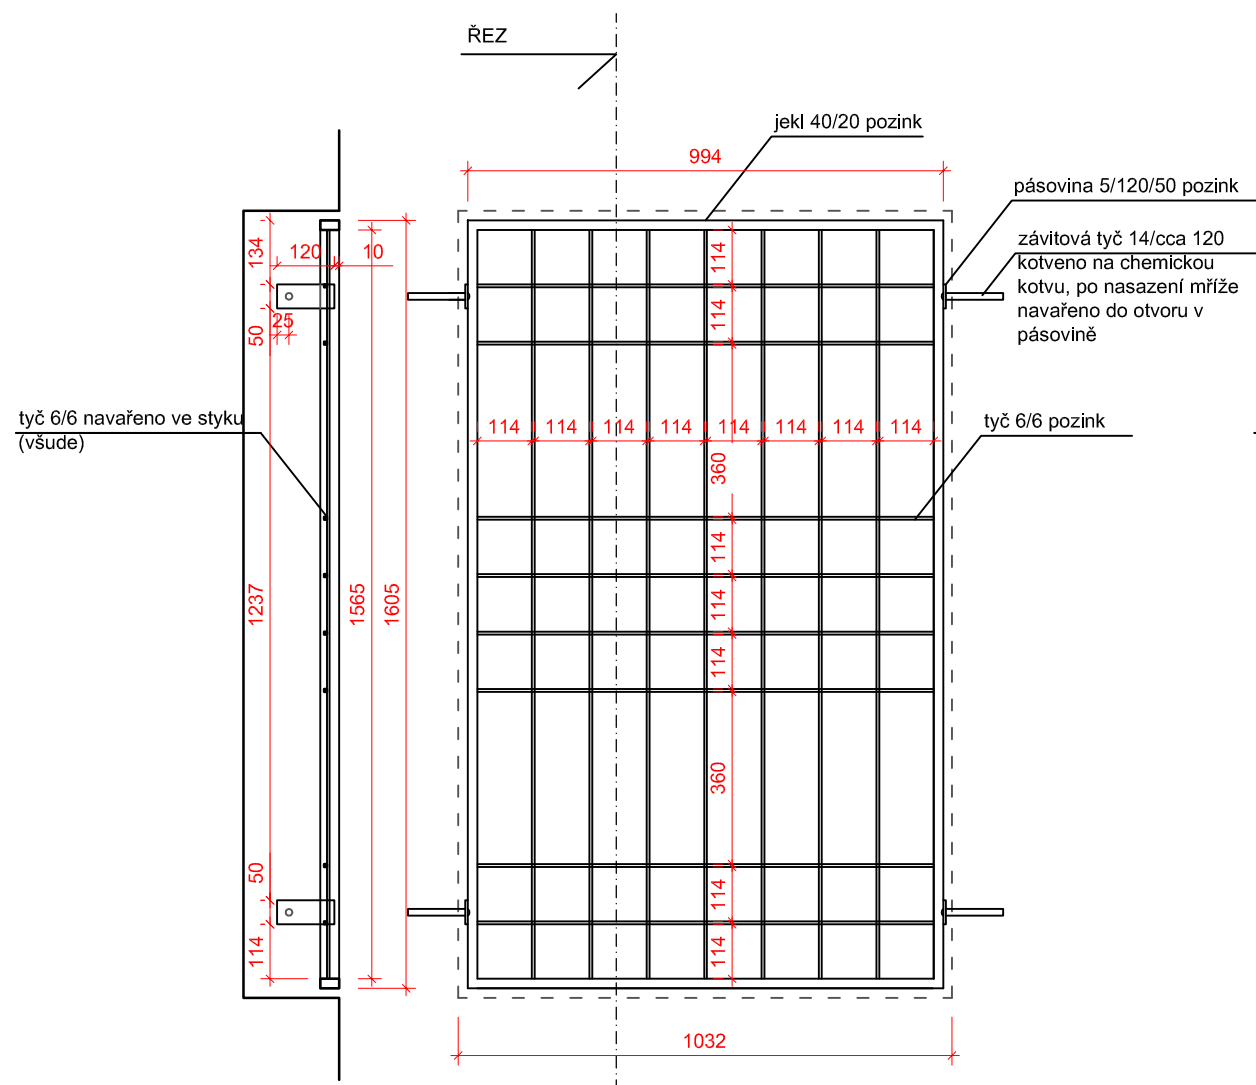 ŘEZ
jekl 40/20 pozink
994
pásovina 5/120/50 pozink
závitová tyč 14/cca 120
kotveno na chemickou
kotvu, po nasazení mříže
navařeno do otvoru v
pásovině
134
120
10
25
50
114
114
tyč 6/6 navařeno ve styku
(všude)
tyč 6/6 pozink
114
114
114
114
114
114
114
114
360
114
114
114
1237
1565
1605
360
50
114
114
114
1032